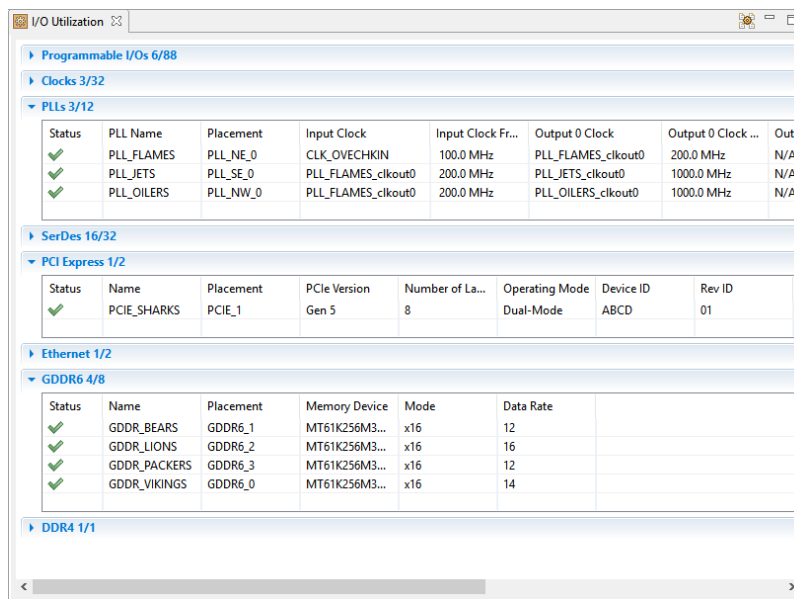 I/O Utilization
Programmable I/Os 6/88
Clocks 3/32
PLLs 3/12
Status PLL Name Placement Input Clock Input Clock Fr... Output 0 Clock Output 0 Clock ... Out
PLL_FLAMES PLL_NE_0 CLK_OVECHKIN 100.0 MHz PLL_FLAMES_clkout0 200.0 MHz N/A
PLL_JETS PLL_SE_0 PLL_FLAMES_clkout0 200.0 MHz PLL_JETS_clkout0 1000.0 MHz N/A
PLL_OILERS PLL_NW_0 PLL_FLAMES_clkout0 200.0 MHz PLL_OILERS_clkout0 1000.0 MHz N/A
SerDes 16/32
PCI Express 1/2
Status Name Placement PCIe Version Number of La... Operating Mode Device ID Rev ID
PCIE_SHARKS PCIE_1 Gen 5 8 Dual-Mode ABCD 01
Ethernet 1/2
GDDR6 4/8
Status Name Placement Memory Device Mode Data Rate
GDDR_BEARS GDDR6_1 MT61K256M3... x16 12
GDDR_LIONS GDDR6_2 MT61K256M3... x16 16
GDDR_PACKERS GDDR6_3 MT61K256M3... x16 12
GDDR_VIKINGS GDDR6_0 MT61K256M3... x16 14
DDR4 1/1